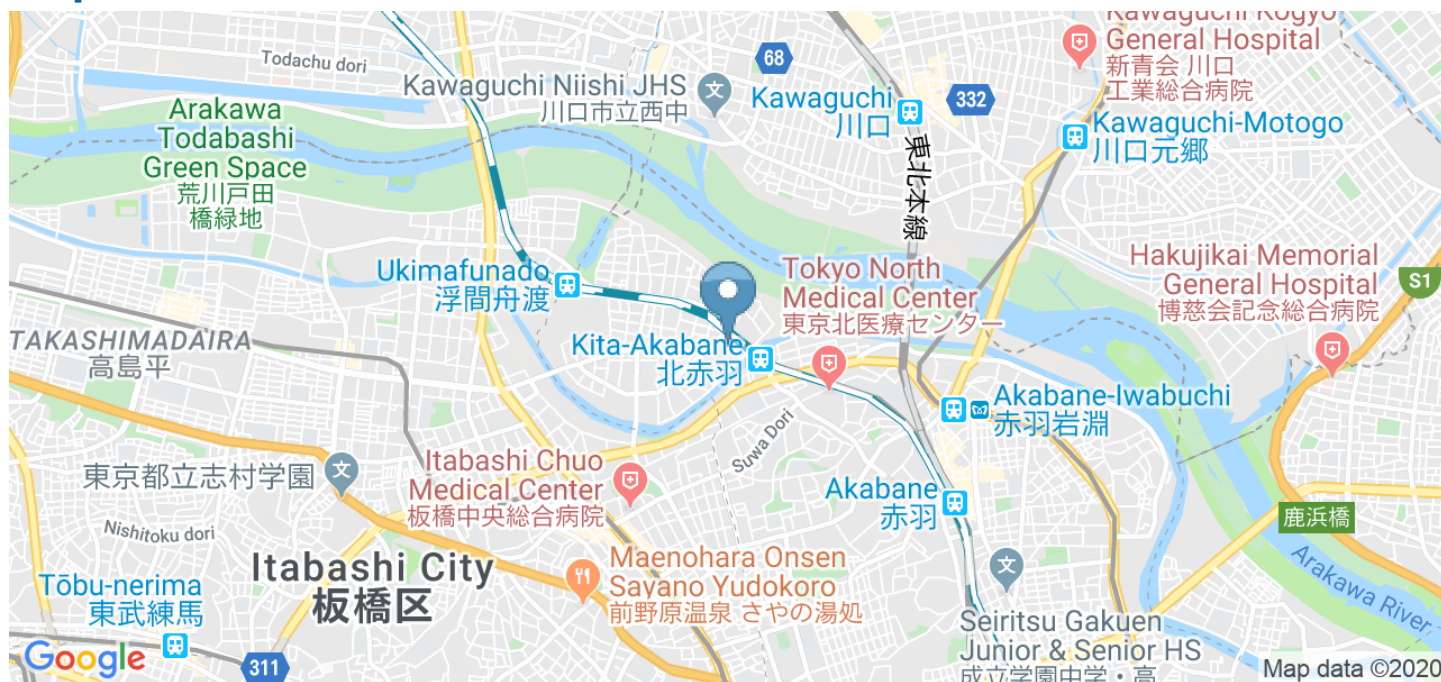 Todachu dori
68
Kawaguchi Kogyo
General Hospital
新青会 川口
工業総合病院
Kawaguchi Niishi JHS
川口市立西中
Kawaguchi
川口
332
Arakawa
Todabashi
Green Space
荒川戸田
橋緑地
Kawaguchi-Motogo
川口元郷
東北本線
Ukimafunado
浮間舟渡
Tokyo North
Medical Center
東京北医療センター
Hakujikai Memorial
General Hospital
博慈会記念総合病院
S1
TAKASHIMADAIRA
高島平
Kita-Akabane
北赤羽
Akabane-Iwabuchi
赤羽岩淵
Suwa Dori
東京都立志村学園
Itabashi Chuo
Medical Center
板橋中央総合病院
Akabane
赤羽
鹿浜橋
Nishitoku dori
Itabashi City
板橋区
Maenohara Onsen
Sayano Yudokoro
前野原温泉 さやの湯処
Arakawa River
Tōbu-nerima
東武練馬
Seiritsu Gakuen
Junior & Senior HS
成立学園中学・高
Google
311
Map data ©2020